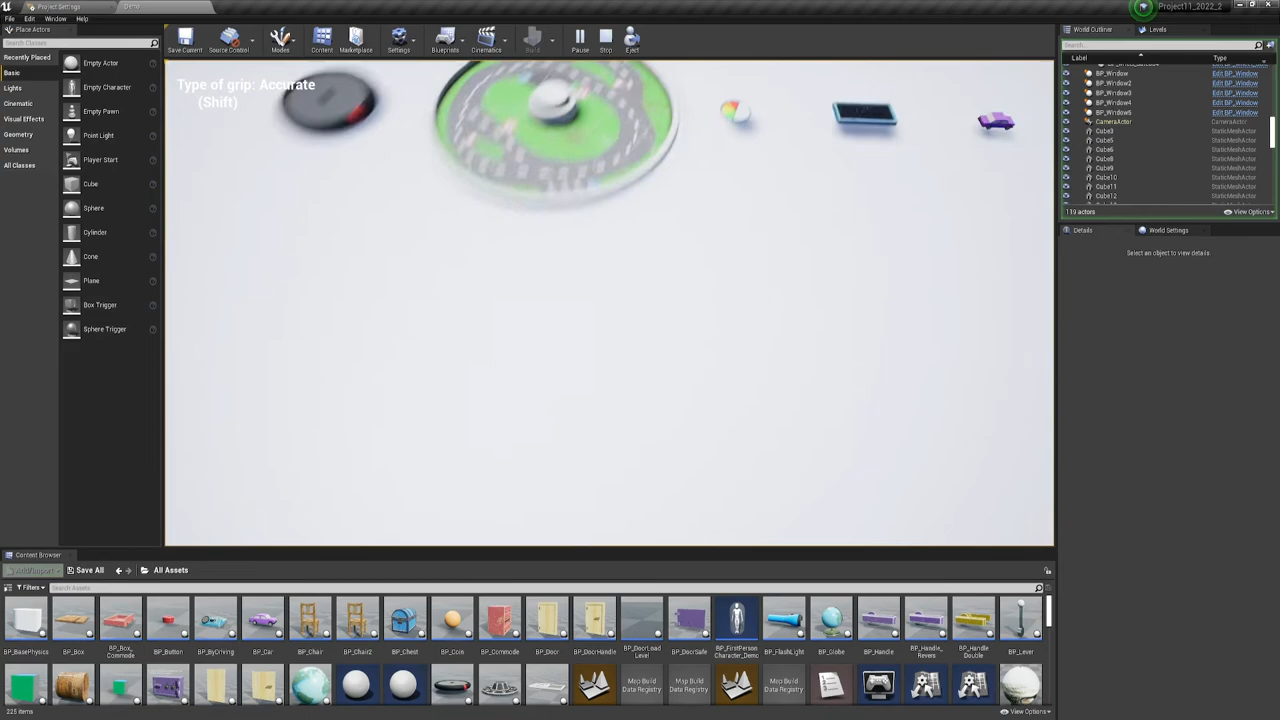 Project Settings
Demo
Project11_2022_2
File
Edit
Window
Help
Place Actors
Search Classes
Recently Placed
Basic
Lights
Cinematic
Visual Effects
Geometry
Volumes
All Classes
Empty Actor
Empty Character
Empty Pawn
Point Light
Player Start
Cube
Sphere
Cylinder
Cone
Plane
Box Trigger
Sphere Trigger
Save Current
Source Control
Modes
Content
Marketplace
Settings
Blueprints
Cinematics
Build
Pause
Stop
Eject
Type of grip: Accurate
(Shift)
World Outliner
Levels
Search...
Label
Type
BP_Window Edit BP_Window
BP_Window2 Edit BP_Window
BP_Window3 Edit BP_Window
BP_Window4 Edit BP_Window
BP_Window5 Edit BP_Window
CameraActor CameraActor
Cube3 StaticMeshActor
Cube5 StaticMeshActor
Cube6 StaticMeshActor
Cube8 StaticMeshActor
Cube9 StaticMeshActor
Cube10 StaticMeshActor
Cube11 StaticMeshActor
Cube12 StaticMeshActor
119 actors
View Options
Details
World Settings
Select an object to view details
Content Browser
Add/Import
Save All
All Assets
Filters
Search Assets
BP_BasePhysics
BP_Box
BP_Box_
Commode
BP_Button
BP_ByDriving
BP_Car
BP_Chair
BP_Chair2
BP_Chest
BP_Coin
BP_Commode
BP_Door
BP_DoorHandle
BP_DoorLoad
Level
BP_DoorSafe
BP_FirstPerson
Character_Demo
BP_FlashLight
BP_Globe
BP_Handle
BP_Handle_
Revers
BP_Handle
Double
BP_Lever
Map Build
Data Registry
Map Build
Data Registry
Map Build
Data Registry
225 items
View Options